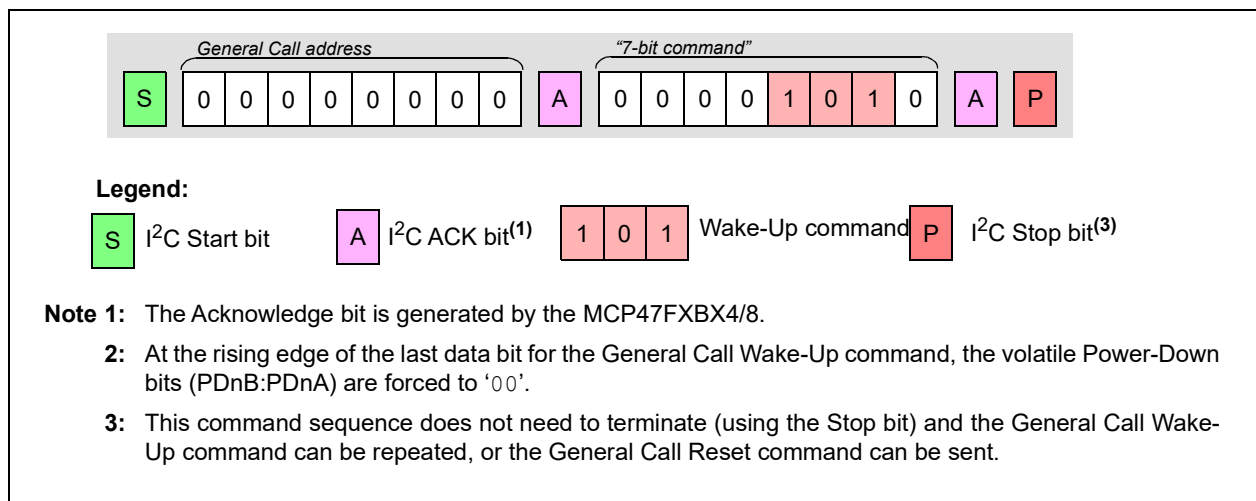 General Call address “7-bit command”
S 0 0 0 0 0 0 0 0 A 0 0 0 0 1 0 1 0 A P
Legend:
S I2C Start bit A I2C ACK bit(1) 1 0 1 Wake-Up command P I2C Stop bit(3)
Note 1: The Acknowledge bit is generated by the MCP47FXBX4/8.
2: At the rising edge of the last data bit for the General Call Wake-Up command, the volatile Power-Down
bits (PDnB:PDnA) are forced to ‘00’.
3: This command sequence does not need to terminate (using the Stop bit) and the General Call Wake-
Up command can be repeated, or the General Call Reset command can be sent.